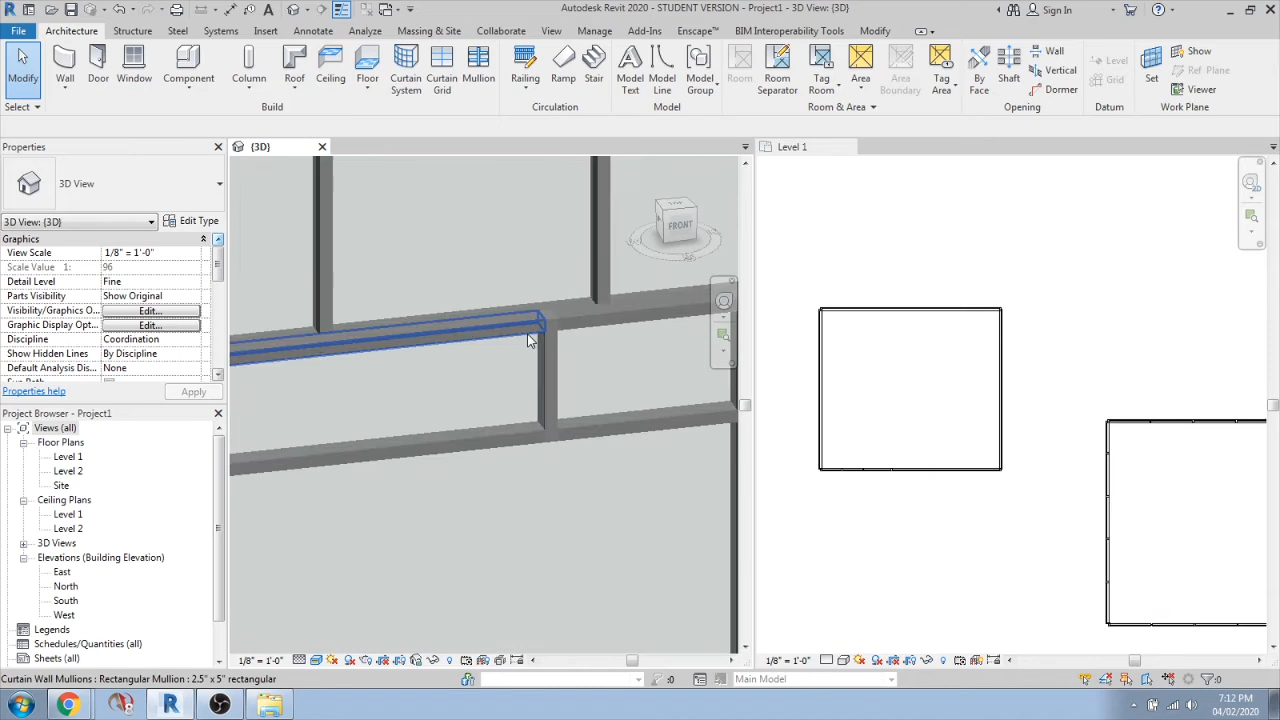 Autodesk Revit 2020 - STUDENT VERSION - Project1 - 3D View: {3D}
Sign In
File Architecture Structure Steel Systems Insert Annotate Analyze Massing & Site Collaborate View Manage Add-Ins Enscape™ BIM Interoperability Tools Modify
Modify Wall Door Window Component Column Roof Ceiling Floor Curtain System Curtain Grid Mullion Railing Ramp Stair Model Text Model Line Model Group Room Room Separator Tag Room Area Area Boundary Tag Area By Face Shaft Wall Vertical Dormer Level Grid Set Show Ref Plane Viewer
Select Build Circulation Model Room & Area Opening Datum Work Plane
Properties
{3D}
Level 1
3D View
3D View: {3D} Edit Type
Graphics
View Scale 1/8" = 1'-0"
Scale Value 1: 96
Detail Level Fine
Parts Visibility Show Original
Visibility/Graphics O... Edit...
Graphic Display Opt... Edit...
Discipline Coordination
Show Hidden Lines By Discipline
Default Analysis Dis... None
Properties help Apply
Project Browser - Project1
Views (all)
Floor Plans
Level 1
Level 2
Site
Ceiling Plans
Level 1
Level 2
3D Views
Elevations (Building Elevation)
East
North
South
West
Legends
Schedules/Quantities (all)
Sheets (all)
TOP
FRONT
2D
1/8" = 1'-0"
1/8" = 1'-0"
Curtain Wall Mullions : Rectangular Mullion : 2.5" x 5" rectangular
:0
Main Model
:0
7:12 PM
04/02/2020